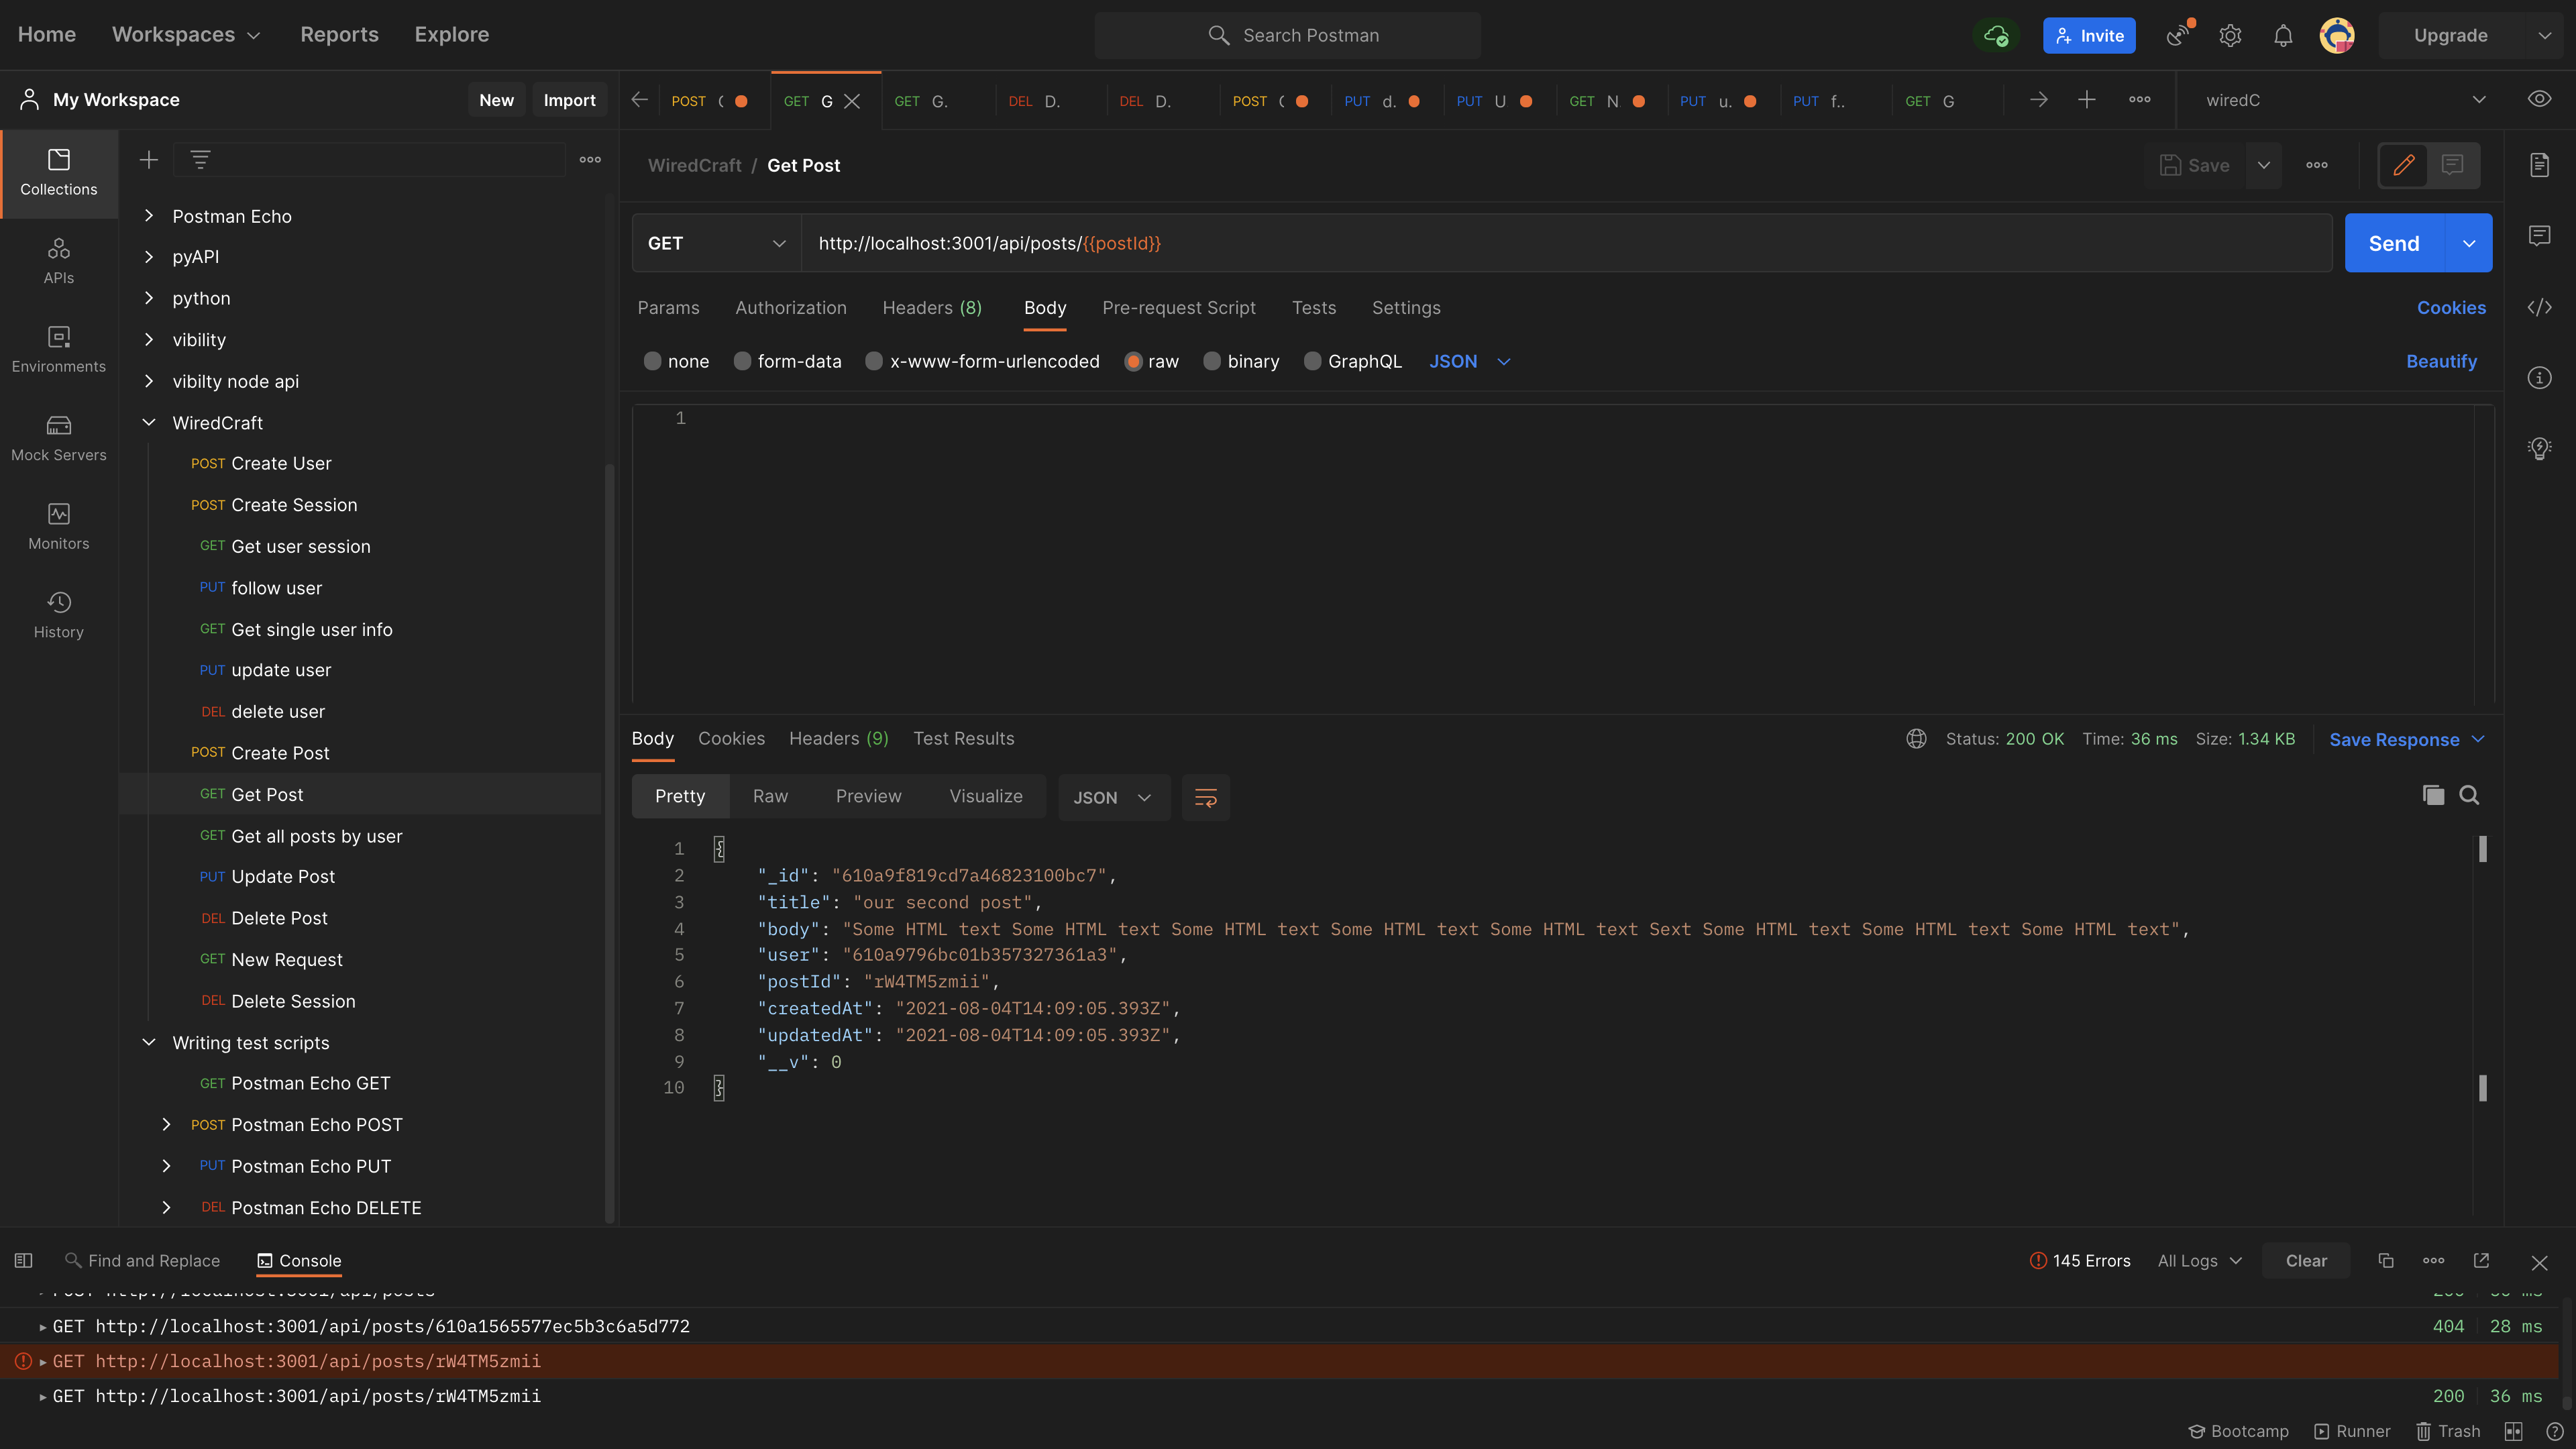 Home Workspaces Reports Explore Search Postman Invite Upgrade
My Workspace New Import
POST GET G GET G. DEL D. DEL D. POST PUT d. PUT U GET N PUT u. PUT f.. GET G wiredC
WiredCraft / Get Post Save
GET http://localhost:3001/api/posts/{{postId}} Send
Params Authorization Headers (8) Body Pre-request Script Tests Settings Cookies
none form-data x-www-form-urlencoded raw binary GraphQL JSON Beautify
1
Collections
APIs
Environments
Mock Servers
Monitors
History
Postman Echo
pyAPI
python
vibility
vibilty node api
WiredCraft
POST Create User
POST Create Session
GET Get user session
PUT follow user
GET Get single user info
PUT update user
DEL delete user
POST Create Post
GET Get Post
GET Get all posts by user
PUT Update Post
DEL Delete Post
GET New Request
DEL Delete Session
Writing test scripts
GET Postman Echo GET
POST Postman Echo POST
PUT Postman Echo PUT
DEL Postman Echo DELETE
Body Cookies Headers (9) Test Results Status: 200 OK Time: 36 ms Size: 1.34 KB Save Response
Pretty Raw Preview Visualize JSON
1 {
2 "_id": "610a9f819cd7a46823100bc7",
3 "title": "our second post",
4 "body": "Some HTML text Some HTML text Some HTML text Some HTML text Some HTML text Sext Some HTML text Some HTML text Some HTML text",
5 "user": "610a9796bc01b357327361a3",
6 "postId": "rW4TM5zmii",
7 "createdAt": "2021-08-04T14:09:05.393Z",
8 "updatedAt": "2021-08-04T14:09:05.393Z",
9 "__v": 0
10 }
Find and Replace Console 145 Errors All Logs Clear
POST http://localhost:3001/api/posts
GET http://localhost:3001/api/posts/610a1565577ec5b3c6a5d772 404 28 ms
GET http://localhost:3001/api/posts/rW4TM5zmii
GET http://localhost:3001/api/posts/rW4TM5zmii 200 36 ms
Bootcamp Runner Trash